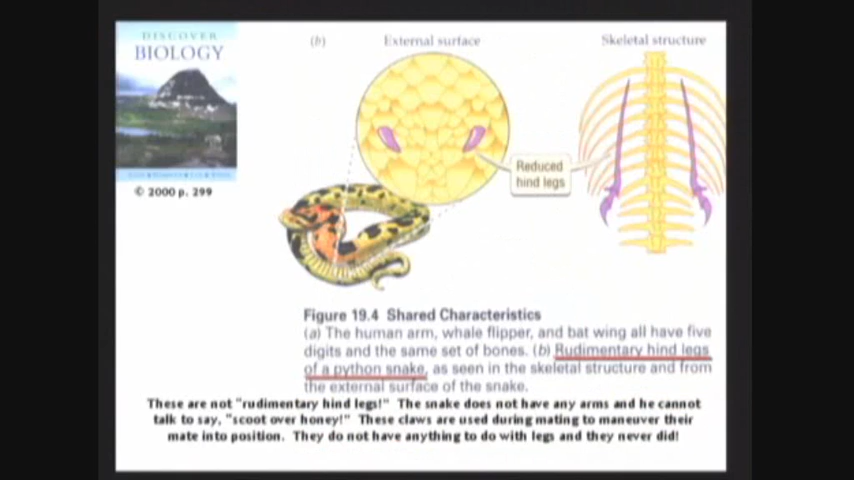 DISCOVER
BIOLOGY
© 2000 p. 299
(b)
External surface
Skeletal structure
Reduced
hind legs
Figure 19.4 Shared Characteristics
(a) The human arm, whale flipper, and bat wing all have five
digits and the same set of bones. (b) Rudimentary hind legs
of a python snake, as seen in the skeletal structure and from
the external surface of the snake.
These are not "rudimentary hind legs!" The snake does not have any arms and he cannot
talk to say, "scoot over honey!" These claws are used during mating to maneuver their
mate into position. They do not have anything to do with legs and they never did!